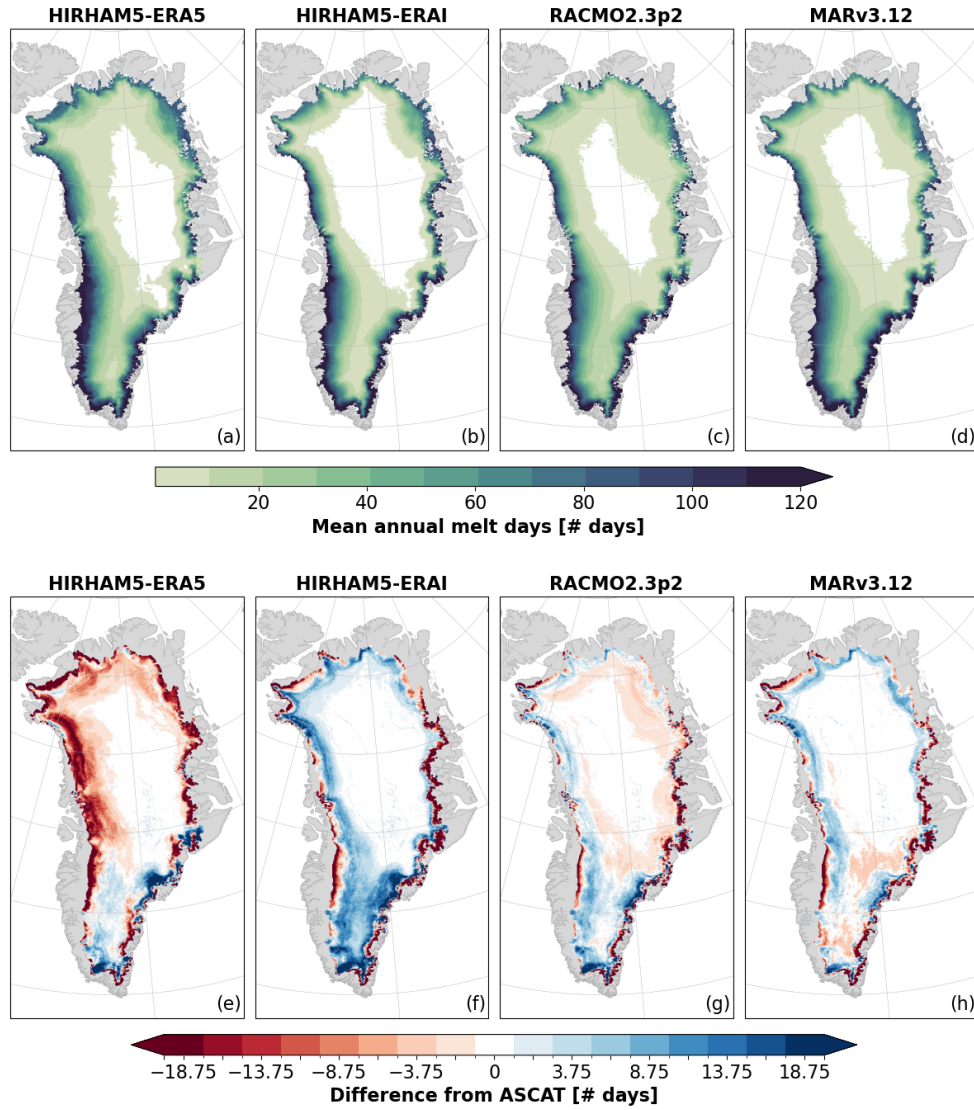 HIRHAM5-ERA5 HIRHAM5-ERAI RACMO2.3p2 MARv3.12
(a) (b) (c) (d)
20 40 60 80 100 120
Mean annual melt days [# days]
HIRHAM5-ERA5 HIRHAM5-ERAI RACMO2.3p2 MARv3.12
(e) (f) (g) (h)
−18.75 −13.75 −8.75 −3.75 0 3.75 8.75 13.75 18.75
Difference from ASCAT [# days]